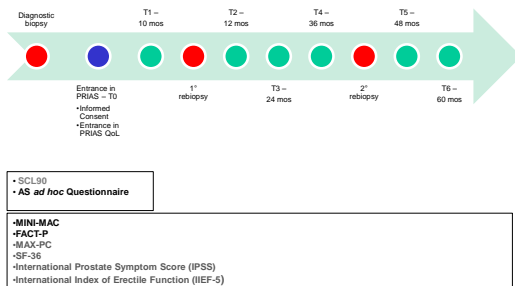 Diagnostic
biopsy
T1 –
10 mos
T2 –
12 mos
T4 –
36 mos
T5 –
48 mos
Entrance in
PRIAS – T0
•Informed
Consent
•Entrance in
PRIAS QoL
1°
rebiopsy
T3 –
24 mos
2°
rebiopsy
T6 –
60 mos
• SCL90
• AS ad hoc Questionnaire
•MINI-MAC
•FACT-P
•MAX-PC
•SF-36
•International Prostate Symptom Score (IPSS)
•International Index of Erectile Function (IIEF-5)